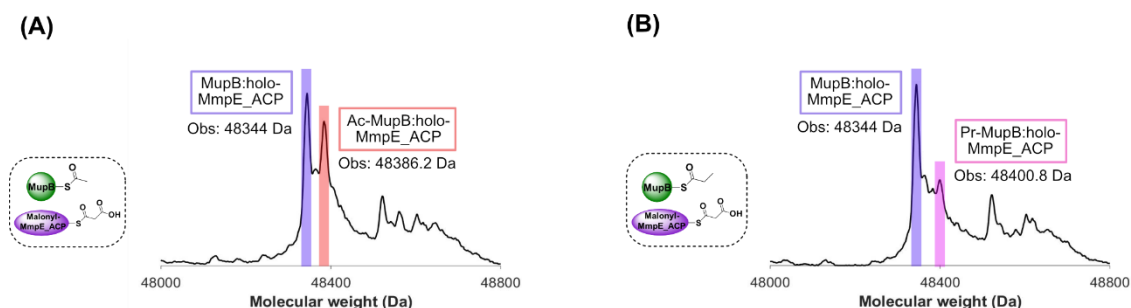 (A)
MupB:holo-
MmpE_ACP
Obs: 48344 Da
Ac-MupB:holo-
MmpE_ACP
Obs: 48386.2 Da
O
MupB
S
Malonyl-
MmpE_ACP
O
O
S
OH
48000
48400
48800
Molecular weight (Da)
(B)
MupB:holo-
MmpE_ACP
Obs: 48344 Da
Pr-MupB:holo-
MmpE_ACP
Obs: 48400.8 Da
O
MupB
S
Malonyl-
MmpE_ACP
O
O
S
OH
48000
48400
48800
Molecular weight (Da)